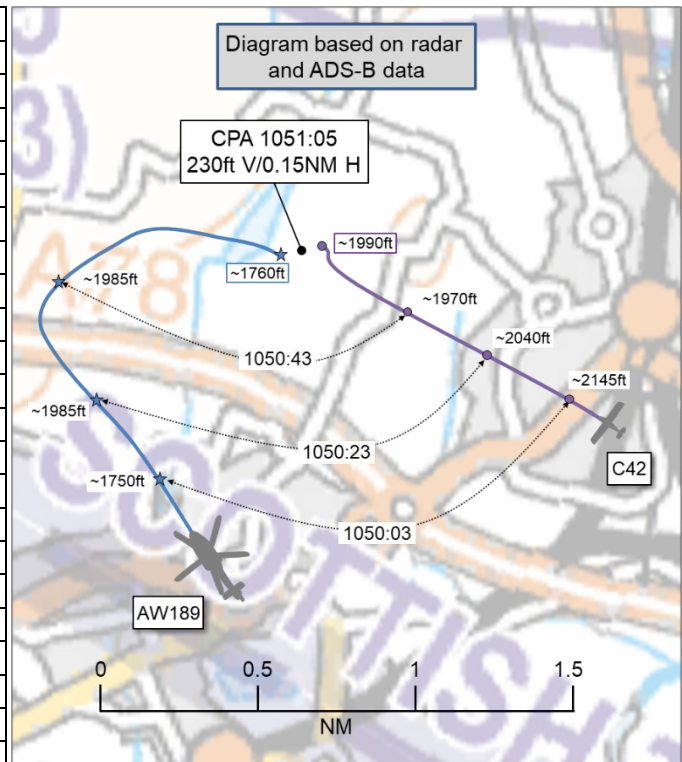 Diagram based on radar
and ADS-B data
3)
CPA 1051:05
230ft V/0.15NM H
~1990ft
~1760ft
A78
~1985ft
~1970ft
1050:43
~2040ft
~2145ft
~1985ft
1050:23
C42
~1750ft
1050:03
SCOTTISH
AW189
0
0.5
1
1.5
NM